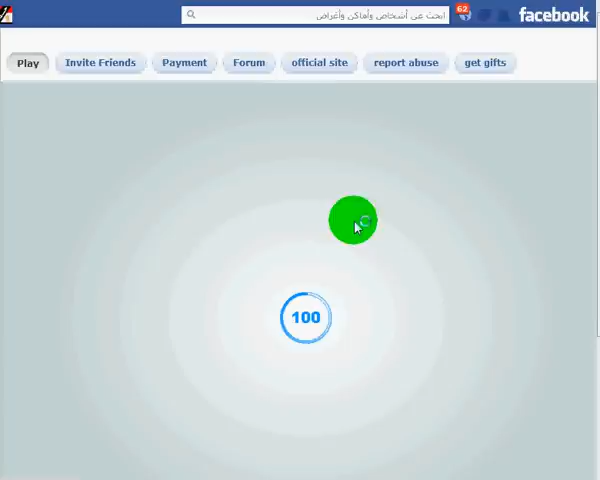 62
ابحث عن أشخاص وأماكن وأغراض
facebook
Play
Invite Friends
Payment
Forum
official site
report abuse
get gifts
100